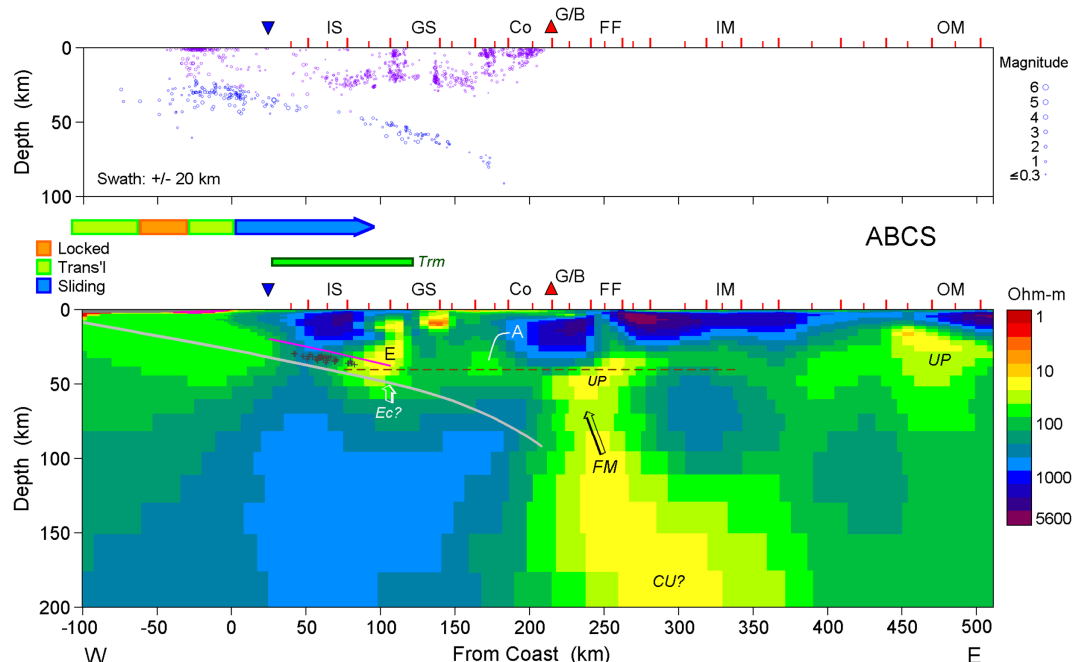 G/B
IS GS Co FF IM OM
0
50
100
Depth (km)
Swath: +/- 20 km
Magnitude
6
5
4
3
2
1
≤0.3
Locked
Trans'l
Sliding
ABCS
Trm
G/B
IS GS Co FF IM OM
0
50
100
150
200
Depth (km)
A
E
Ec?
UP
FM
CU?
UP
Ohm-m
1
10
100
1000
5600
-100 -50 0 50 100 150 200 250 300 350 400 450 500
W From Coast (km) E